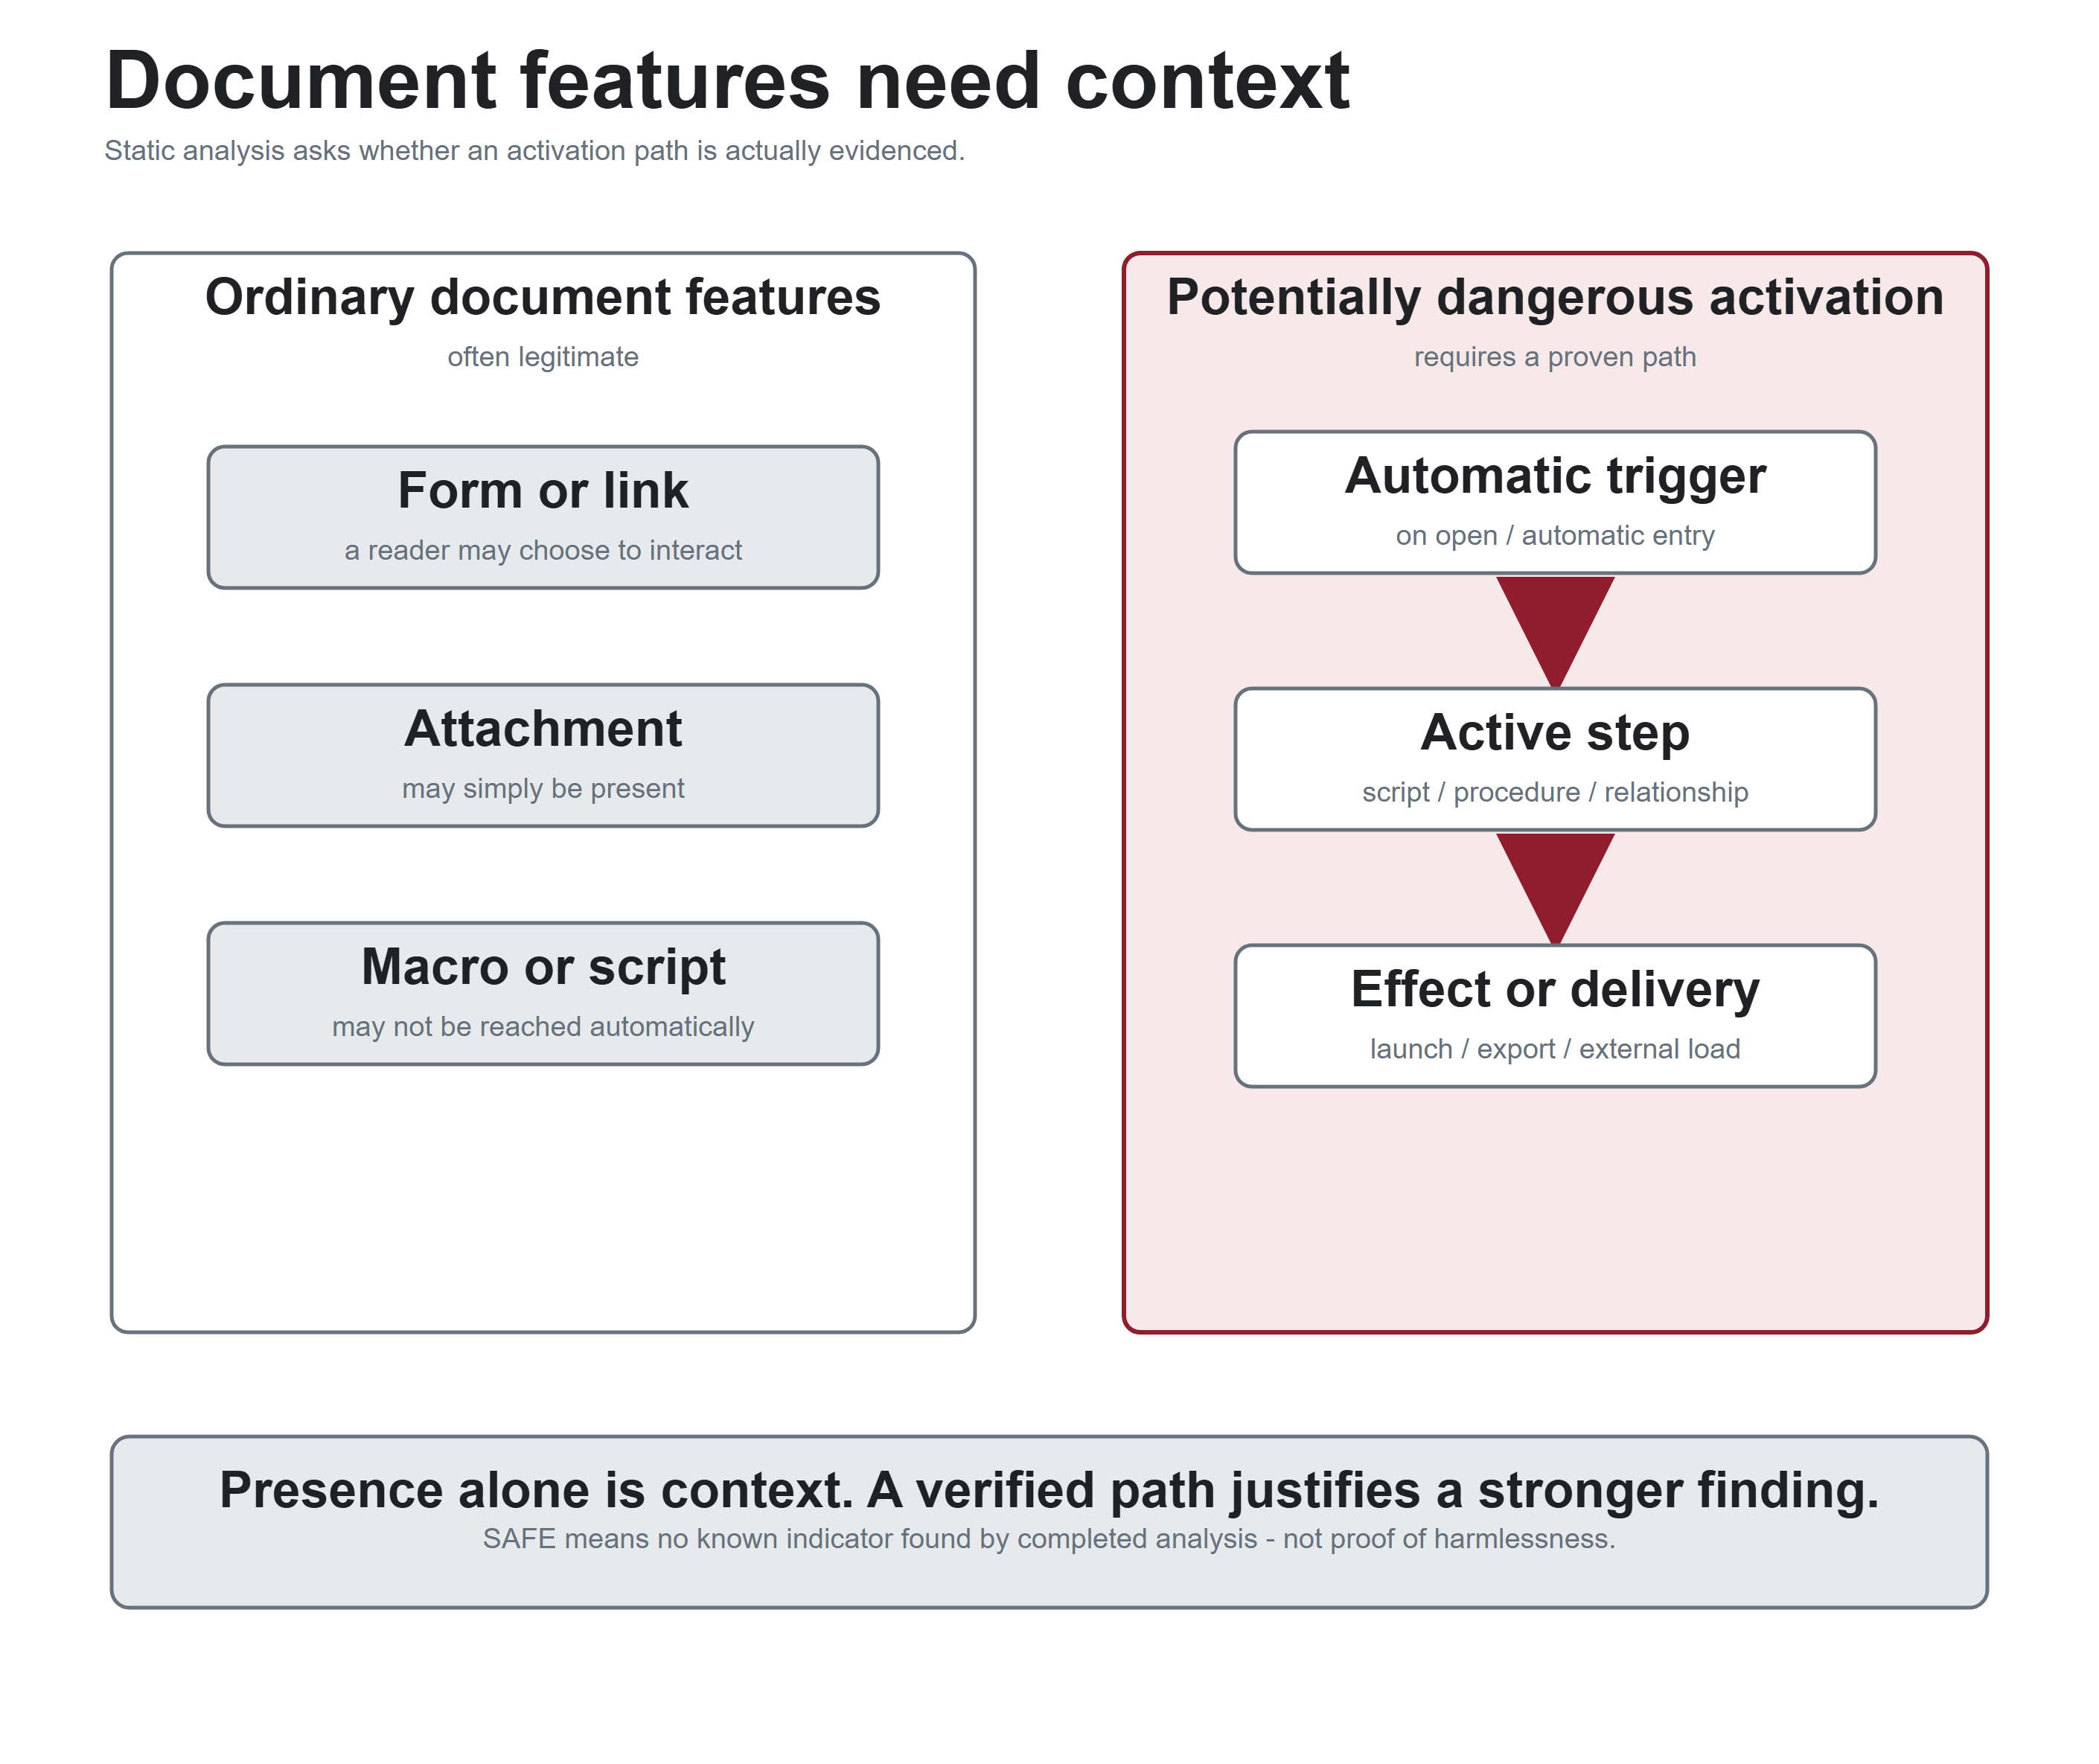 Document features need context
Static analysis asks whether an activation path is actually evidenced.
Ordinary document features
often legitimate
Form or link
a reader may choose to interact
Attachment
may simply be present
Macro or script
may not be reached automatically
Potentially dangerous activation
requires a proven path
Automatic trigger
on open / automatic entry
Active step
script / procedure / relationship
Effect or delivery
launch / export / external load
Presence alone is context. A verified path justifies a stronger finding.
SAFE means no known indicator found by completed analysis - not proof of harmlessness.